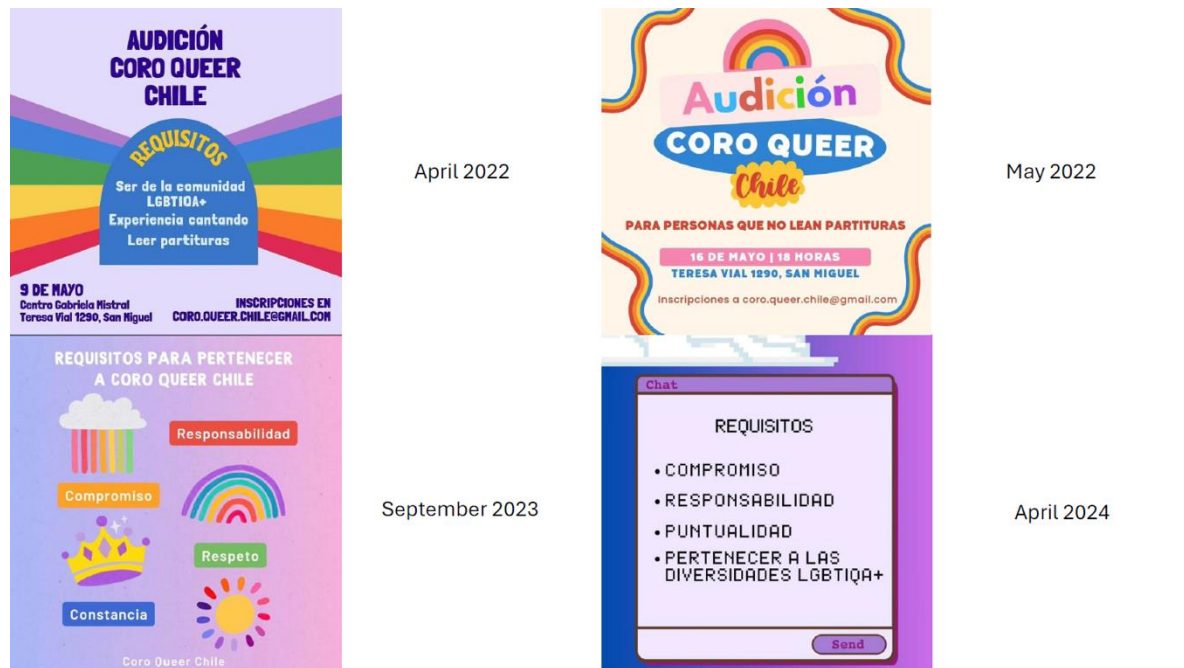 AUDICIÓN
CORO QUEER
CHILE
REQUISITOS
Ser de la comunidad
LGBTIQA+
Experiencia cantando
Leer partituras
9 DE MAYO
Centro Gabriela Mistral
Teresa Vial 1290, San Miguel
INSCRIPCIONES EN
CORO.QUEER.CHILE@GMAIL.COM
April 2022
Audición
CORO QUEER
Chile
PARA PERSONAS QUE NO LEAN PARTITURAS
16 DE MAYO | 18 HORAS
TERESA VIAL 1290, SAN MIGUEL
Inscripciones a coro.queer.chile@gmail.com
May 2022
REQUISITOS PARA PERTENECER
A CORO QUEER CHILE
Responsabilidad
Compromiso
Respeto
Constancia
Coro Queer Chile
September 2023
Chat
REQUISITOS
• COMPROMISO
• RESPONSABILIDAD
• PUNTUALIDAD
• PERTENECER A LAS
DIVERSIDADES LGBTIQA+
Send
April 2024